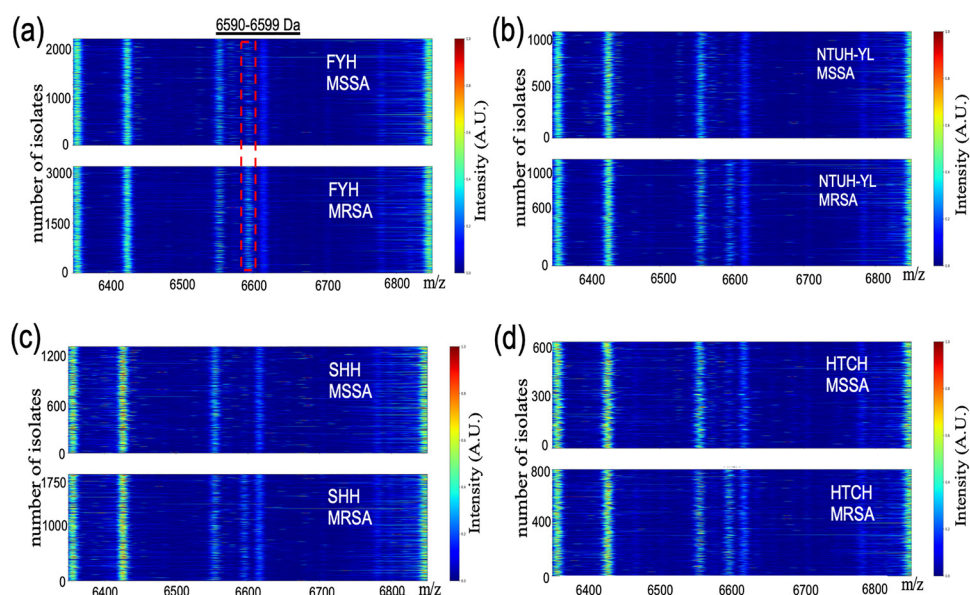 (a)
6590-6599 Da
number of isolates
2000
1000
0
FYH
MSSA
3000
1500
0
FYH
MRSA
6400 6500 6600 6700 6800 m/z
Intensity (A.U.)
(b)
number of isolates
1000
500
0
NTUH-YL
MSSA
1000
600
0
NTUH-YL
MRSA
6400 6500 6600 6700 6800 m/z
Intensity (A.U.)
(c)
number of isolates
1200
600
0
SHH
MSSA
1750
1000
0
SHH
MRSA
6400 6500 6600 6700 6800 m/z
Intensity (A.U.)
(d)
number of isolates
600
300
0
HTCH
MSSA
800
400
0
HTCH
MRSA
6400 6500 6600 6700 6800 m/z
Intensity (A.U.)